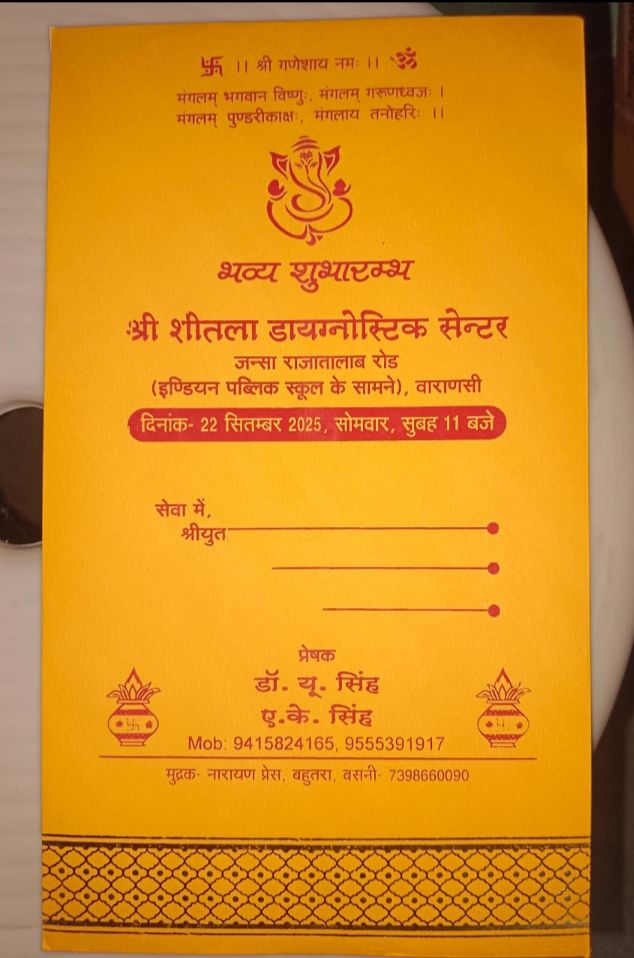 卐 ।। श्री गणेशाय नमः ।। ॐ
मंगलम् भगवान विष्णुः, मंगलम् गरूणध्वजः ।
मंगलम् पुण्डरीकाक्षः, मंगलाय तनोहरिः ।।
भव्य शुभारम्भ
श्री शीतला डायग्नोस्टिक सेन्टर
जन्सा राजातालाब रोड
(इण्डियन पब्लिक स्कूल के सामने), वाराणसी
दिनांक- 22 सितम्बर 2025, सोमवार, सुबह 11 बजे
सेवा में,
श्रीयुत
प्रेषक
डॉ. यू. सिंह
ए.के. सिंह
Mob: 9415824165, 9555391917
मुद्रक- नारायण प्रेस, बहुतरा, बसनी- 7398660090